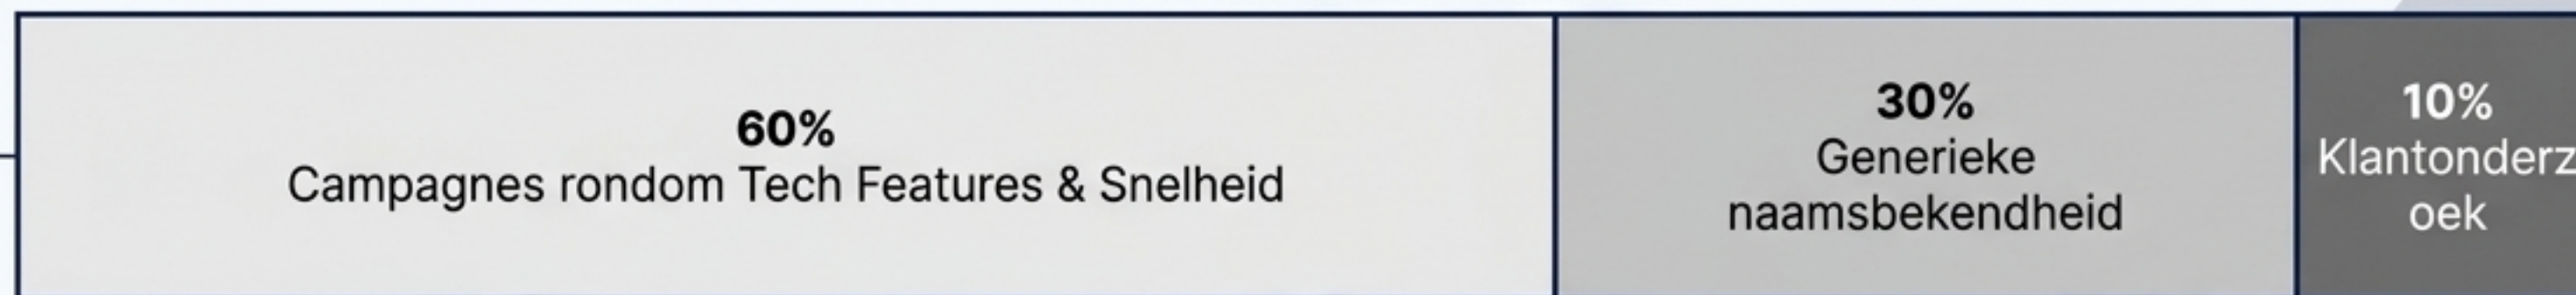 60%
Campagnes rondom Tech Features & Snelheid
30%
Generieke
naamsbekendheid
10%
Klantonderz
oek